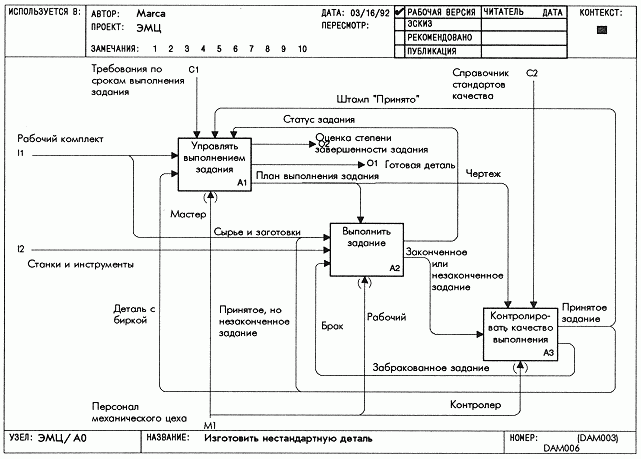 ИСПОЛЬЗУЕТСЯ В:
АВТОР: Marca
ДАТА: 03/16/92
ПРОЕКТ: ЭМЦ
ПЕРЕСМОТР:
ЗАМЕЧАНИЯ: 1 2 3 4 5 6 7 8 9 10
РАБОЧАЯ ВЕРСИЯ
ЧИТАТЕЛЬ ДАТА
КОНТЕКСТ:
ЭСКИЗ
РЕКОМЕНДОВАНО
ПУБЛИКАЦИЯ
Требования по
срокам выполнения
задания
C1
Справочник
стандартов
качества
C2
Штамп "Принято"
Статус задания
Рабочий комплект
I1
Управлять
выполнением
задания
A1
Оценка степени
завершенности задания
O2
O1 Готовая деталь
План выполнения задания
Чертеж
Мастер
Сырье и заготовки
Выполнить
задание
A2
I2
Станки и инструменты
Законченное
или
незаконченное
задание
Деталь с
биркой
Принятое, но
незаконченное
задание
Брак
Рабочий
Контролиро-
вать качество
выполнения
A3
Принятое
задание
Забракованное задание
Персонал
механического цеха
M1
Контролер
УЗЕЛ: ЭМЦ/A0
НАЗВАНИЕ: Изготовить нестандартную деталь
НОМЕР: (DAM003)
DAM006